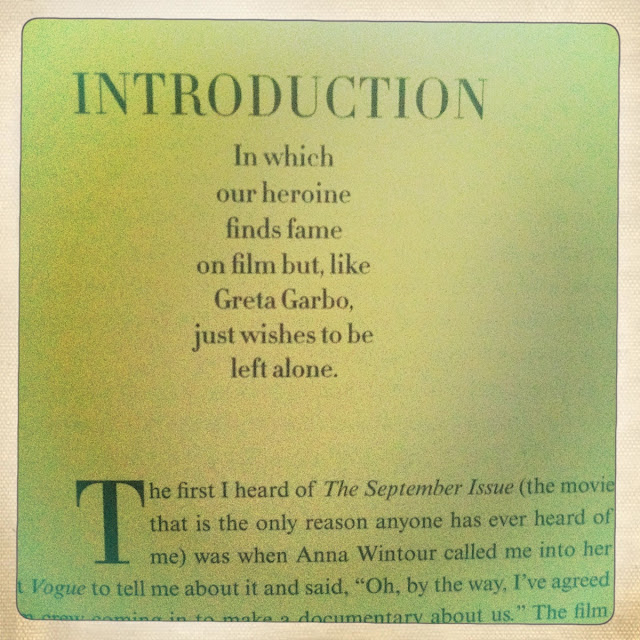 INTRODUCTION
In which
our heroine
finds fame
on film but, like
Greta Garbo,
just wishes to be
left alone.
The first I heard of The September Issue (the movie
that is the only reason anyone has ever heard of
me) was when Anna Wintour called me into her
t Vogue to tell me about it and said, “Oh, by the way, I’ve agreed
crew coming in to make a documentary about us.” The film